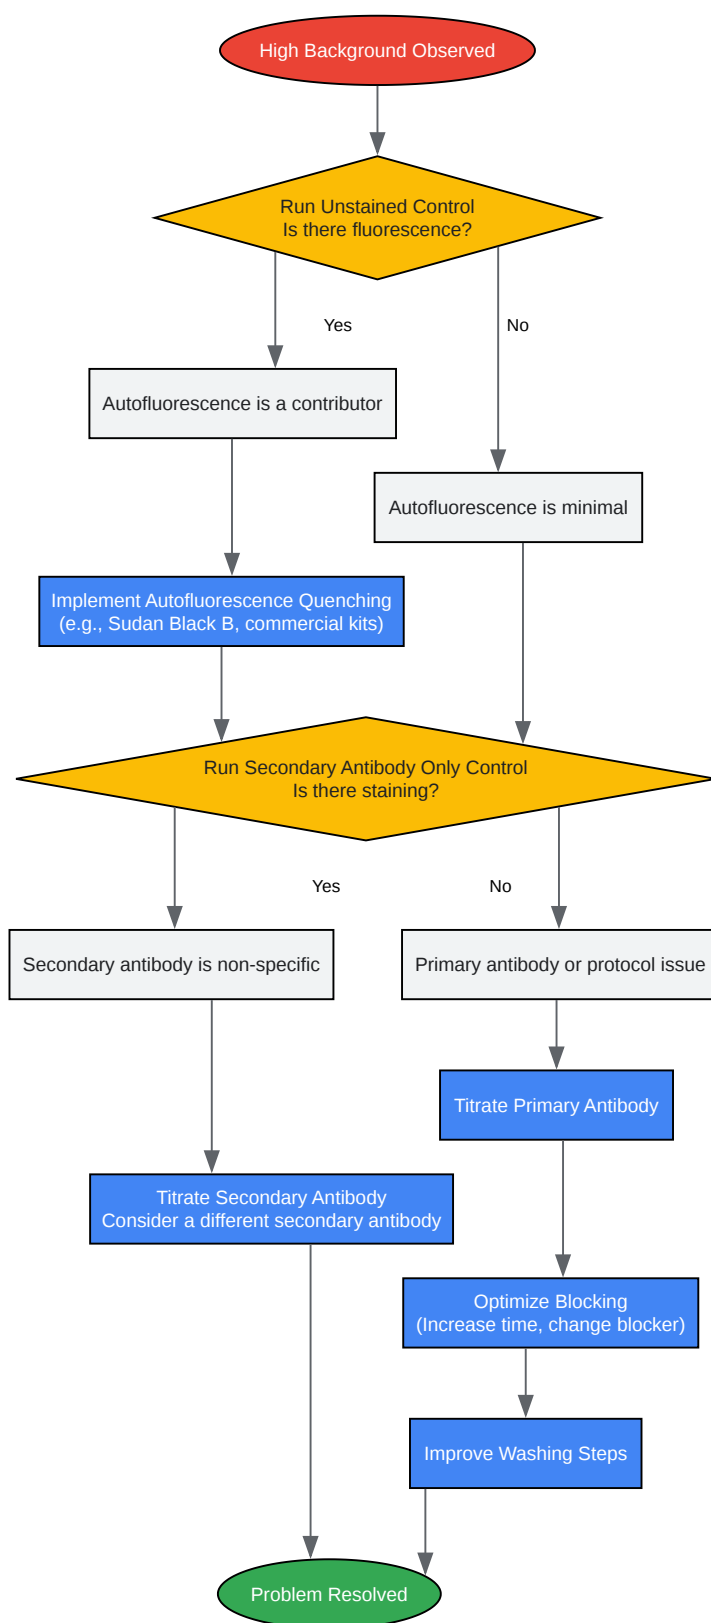 High Background Observed
Run Unstained Control
Is there fluorescence?
Yes
No
Autofluorescence is a contributor
Autofluorescence is minimal
Implement Autofluorescence Quenching
(e.g., Sudan Black B, commercial kits)
Run Secondary Antibody Only Control
Is there staining?
Yes
No
Secondary antibody is non-specific
Primary antibody or protocol issue
Titrate Primary Antibody
Titrate Secondary Antibody
Consider a different secondary antibody
Optimize Blocking
(Increase time, change blocker)
Improve Washing Steps
Problem Resolved